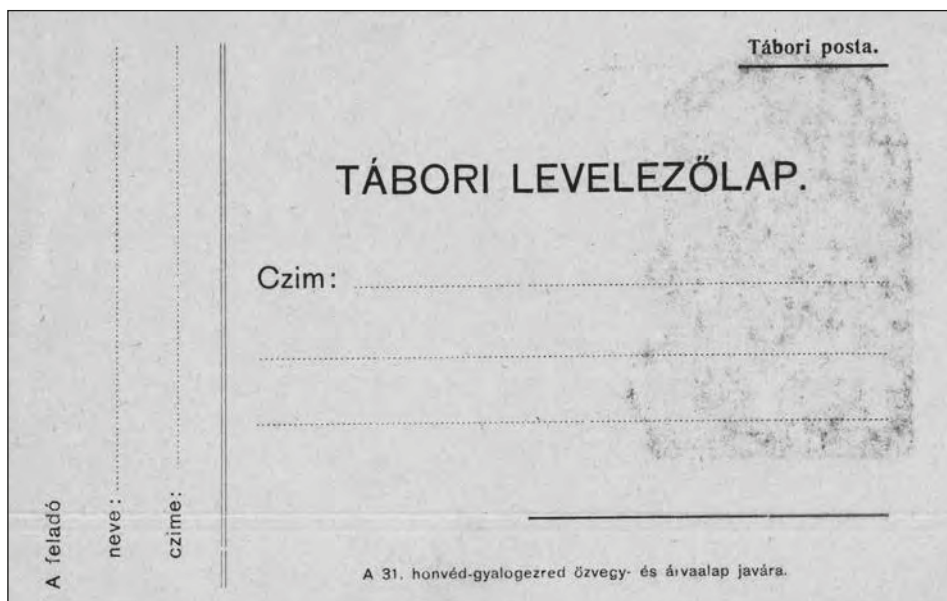 Tábori posta.
TÁBORI LEVELEZŐLAP.
Czim:
A feladó
neve:
czime:
A 31. honvéd-gyalogezred özvegy- és árvaalap javára.